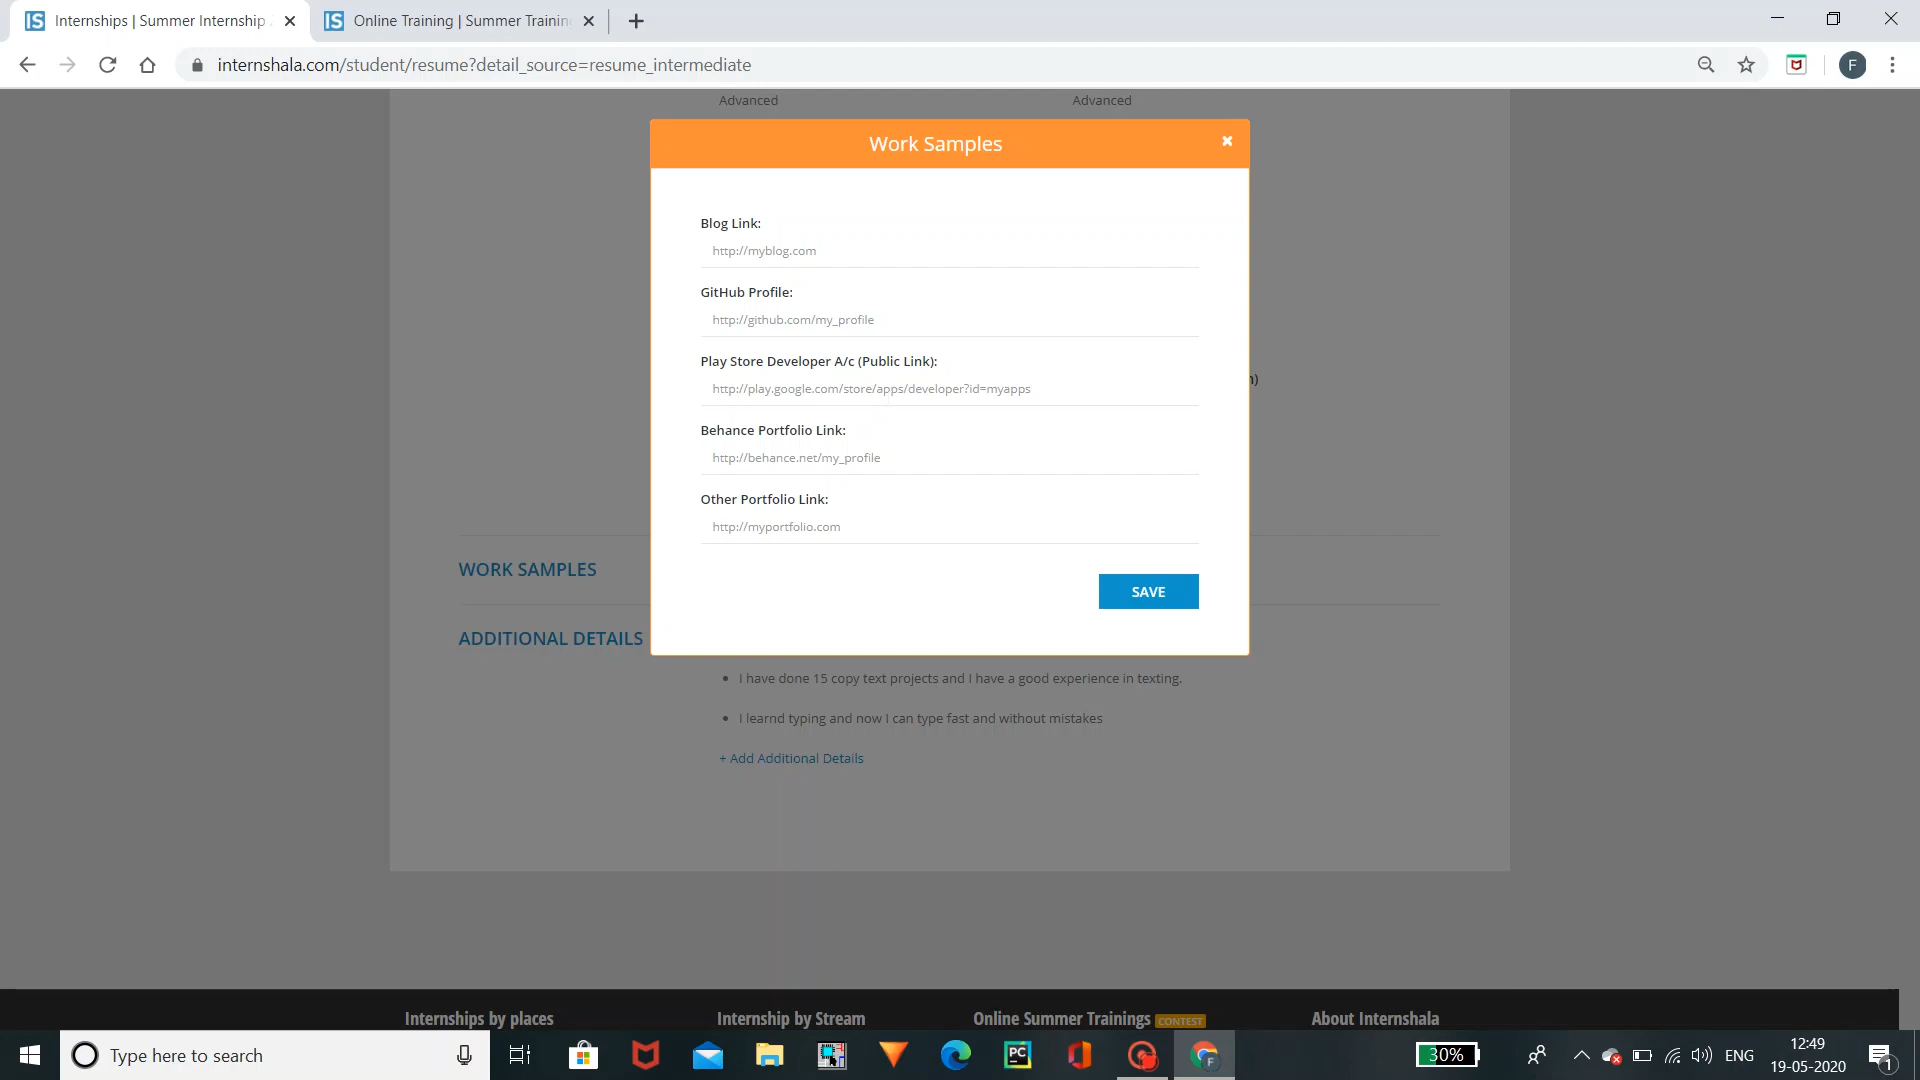 Internships | Summer Internship
Online Training | Summer Training
internshala.com/student/resume?detail_source=resume_intermediate
F
Advanced
Advanced
Work Samples
Blog Link:
http://myblog.com
GitHub Profile:
http://github.com/my_profile
Play Store Developer A/c (Public Link):
http://play.google.com/store/apps/developer?id=myapps
Behance Portfolio Link:
http://behance.net/my_profile
Other Portfolio Link:
http://myportfolio.com
SAVE
WORK SAMPLES
ADDITIONAL DETAILS
I have done 15 copy text projects and I have a good experience in texting.
I learnd typing and now I can type fast and without mistakes
+ Add Additional Details
Internships by places
Internship by Stream
Online Summer Trainings CONTEST
About Internshala
Type here to search
PC
F
30%
ENG
12:49
19-05-2020
1